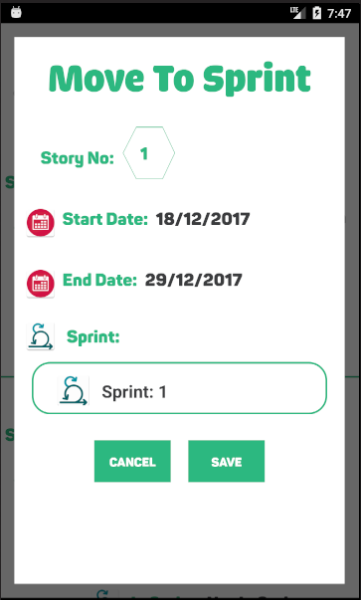 LTE 7:47
Move To Sprint
Story No: 1
Start Date: 18/12/2017
End Date: 29/12/2017
Sprint:
Sprint: 1
CANCEL SAVE